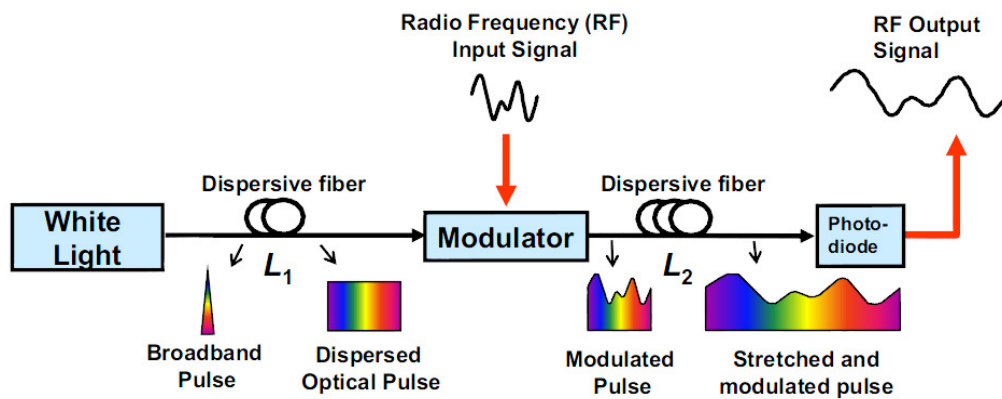 Radio Frequency (RF)
Input Signal
RF Output
Signal
Dispersive fiber
Dispersive fiber
White
Light
Modulator
Photo-
diode
L1
L2
Broadband
Pulse
Dispersed
Optical Pulse
Modulated
Pulse
Stretched and
modulated pulse